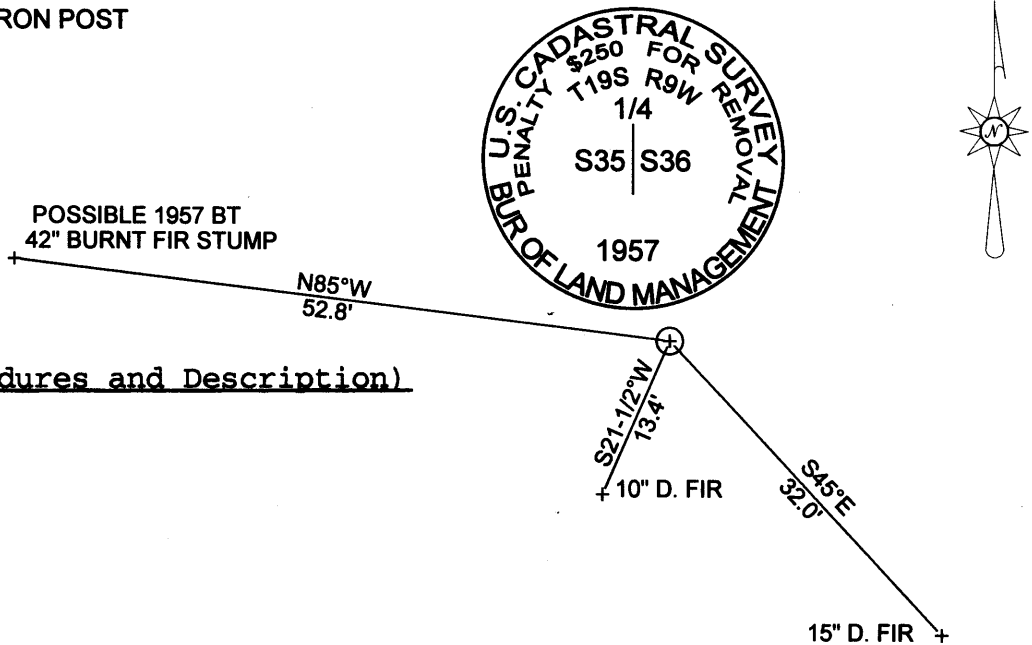 RON POST
U.S. CADASTRAL SURVEY
PENALTY $250 FOR REMOVAL
T19S R9W
1/4
S35 S36
1957
BUR OF LAND MANAGEMENT
N
POSSIBLE 1957 BT
42" BURNT FIR STUMP
N85°W
52.8'
dures and Description)
S21-1/2°W
13.4'
10" D. FIR
S45°E
32.0'
15" D. FIR